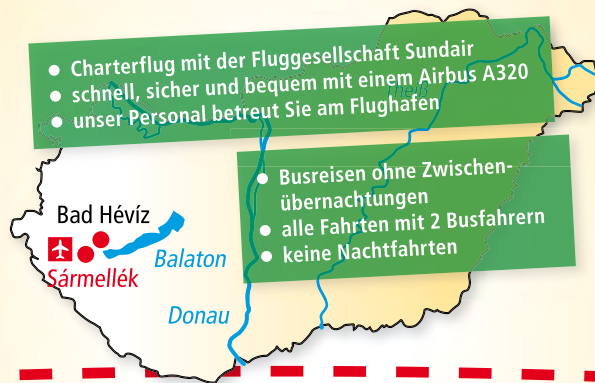 • Charterflug mit der Fluggesellschaft Sundair
• schnell, sicher und bequem mit einem Airbus A320
• unser Personal betreut Sie am Flughafen
Theiß
• Busreisen ohne Zwischen-
übernachtungen
• alle Fahrten mit 2 Busfahrern
• keine Nachtfahrten
Bad Hévíz
Sármellék
Balaton
Donau